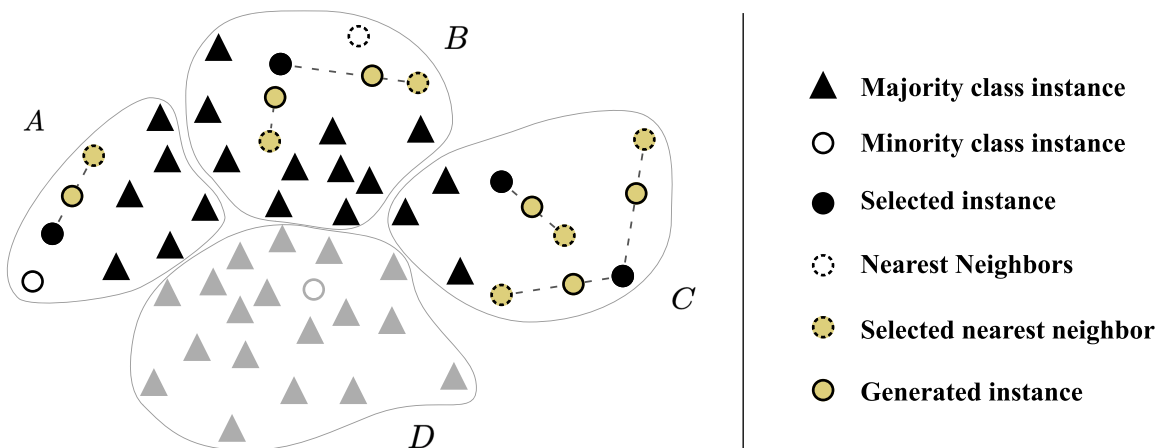 A
B
C
D
Majority class instance
Minority class instance
Selected instance
Nearest Neighbors
Selected nearest neighbor
Generated instance